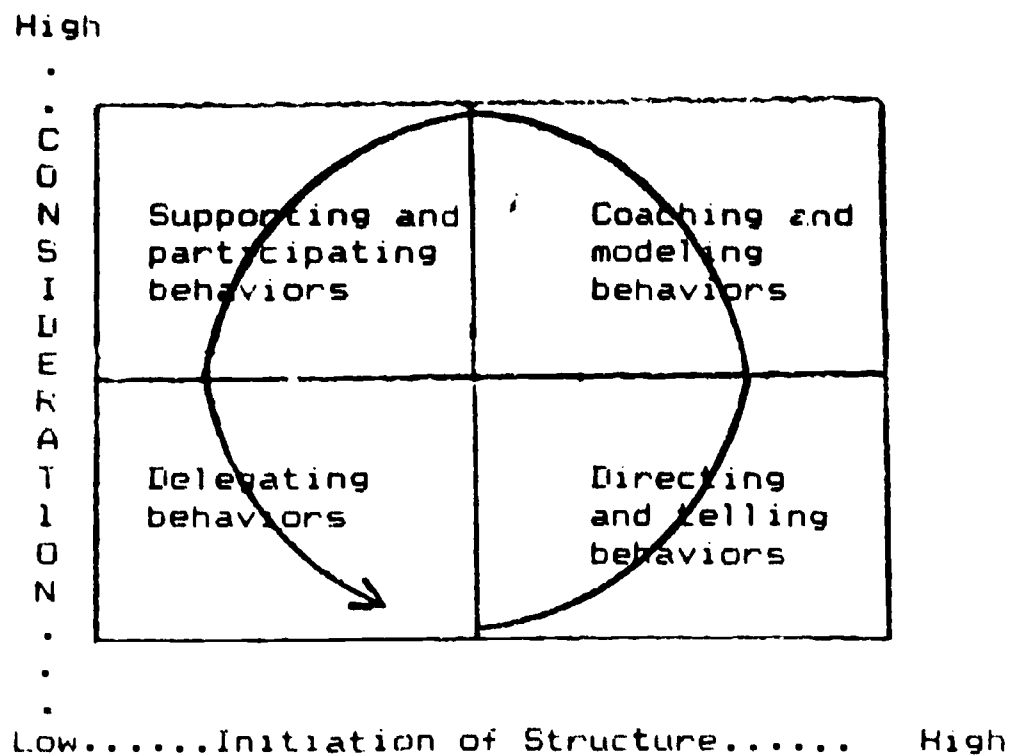 High
CONSIDERATION
Supporting and
participating
behaviors
Coaching and
modeling
behaviors
Delegating
behaviors
Directing
and telling
behaviors
Low......Initiation of Structure...... High